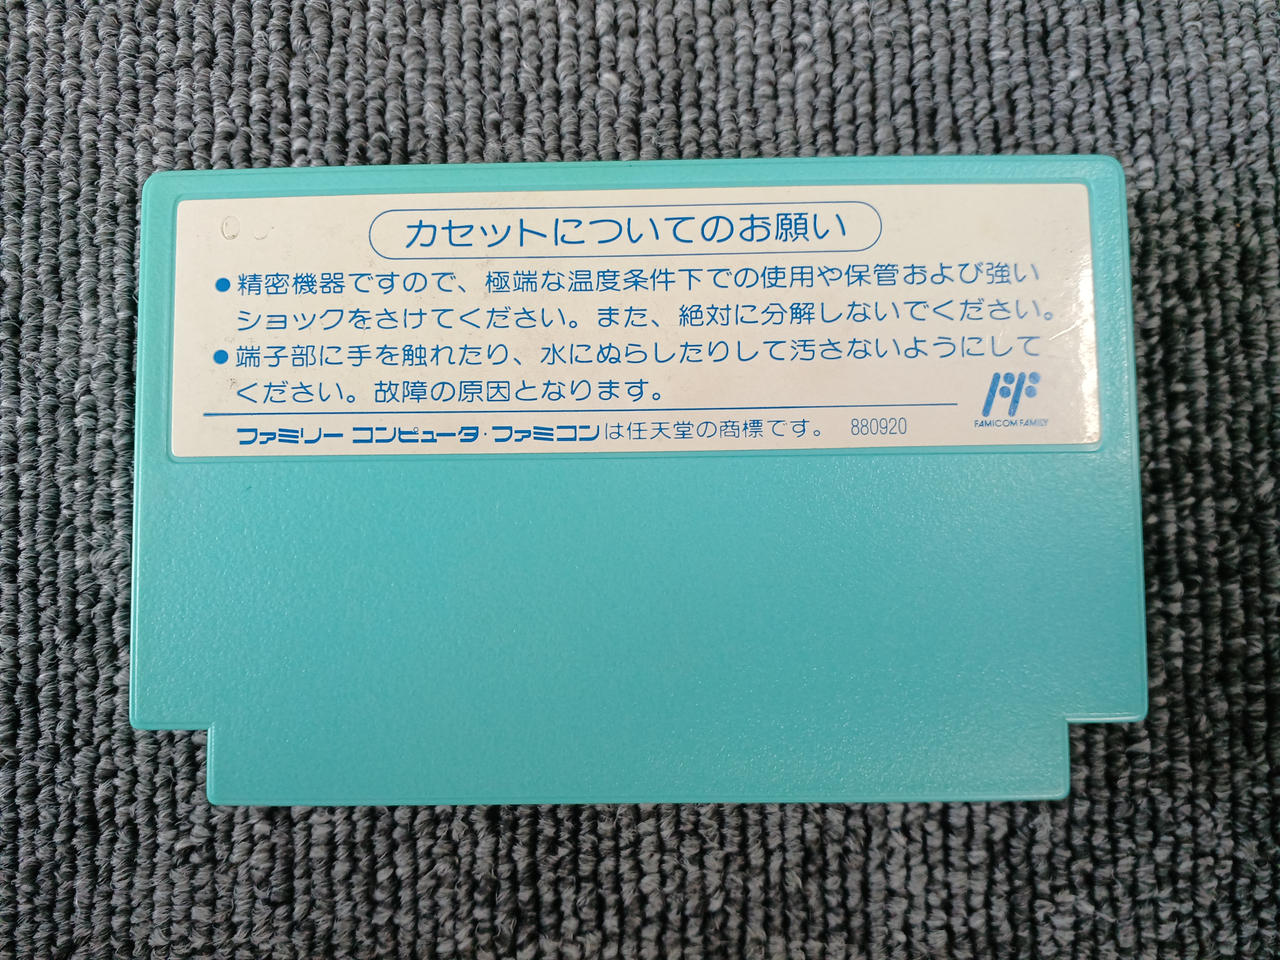 カセットについてのお願い
●精密機器ですので、極端な温度条件下での使用や保管および強い
ショックをさけてください。また、絶対に分解しないでください。
●端子部に手を触れたり、水にぬらしたりして汚さないようにして
ください。故障の原因となります。
FAMICOM FAMILY
ファミリー コンピュータ・ファミコンは任天堂の商標です。 880920